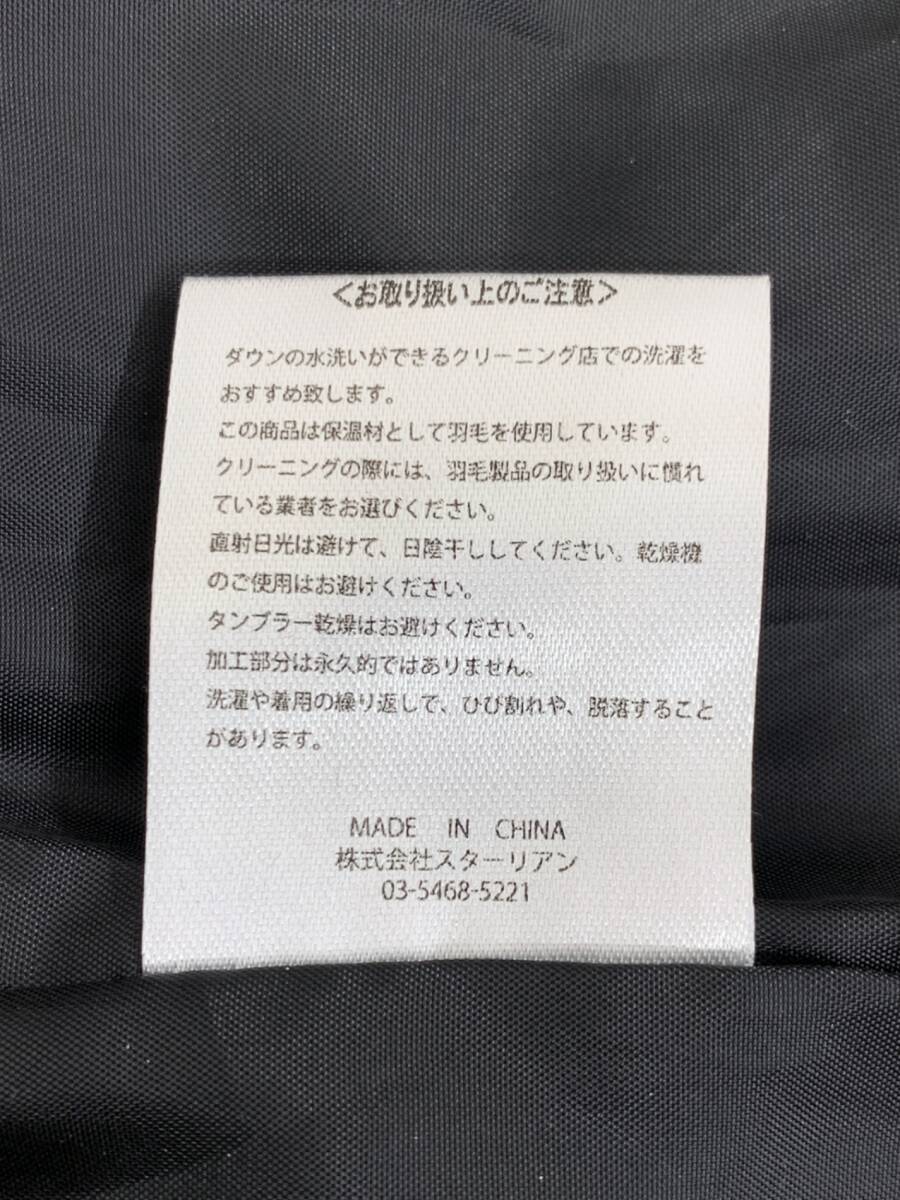 ＜お取り扱い上のご注意＞
ダウンの水洗いができるクリーニング店での洗濯を
おすすめ致します。
この商品は保温材として羽毛を使用しています。
クリーニングの際には、羽毛製品の取り扱いに慣れ
ている業者をお選びください。
直射日光は避けて、日陰干ししてください。乾燥機
のご使用はお避けください。
タンブラー乾燥はお避けください。
加工部分は永久的ではありません。
洗濯や着用の繰り返しで、ひび割れや、脱落すること
があります。
MADE IN CHINA
株式会社スターリアン
03-5468-5221